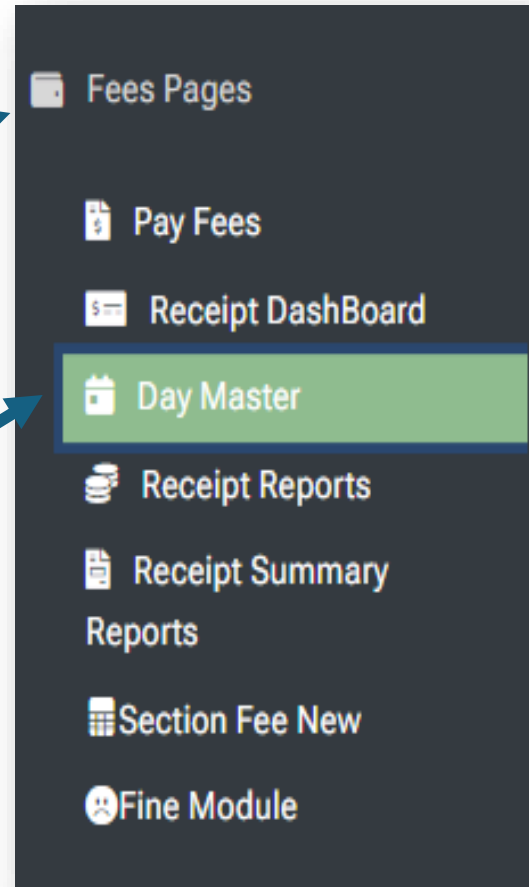 Fees Pages
Pay Fees
Receipt DashBoard
Day Master
Receipt Reports
Receipt Summary
Reports
Section Fee New
Fine Module